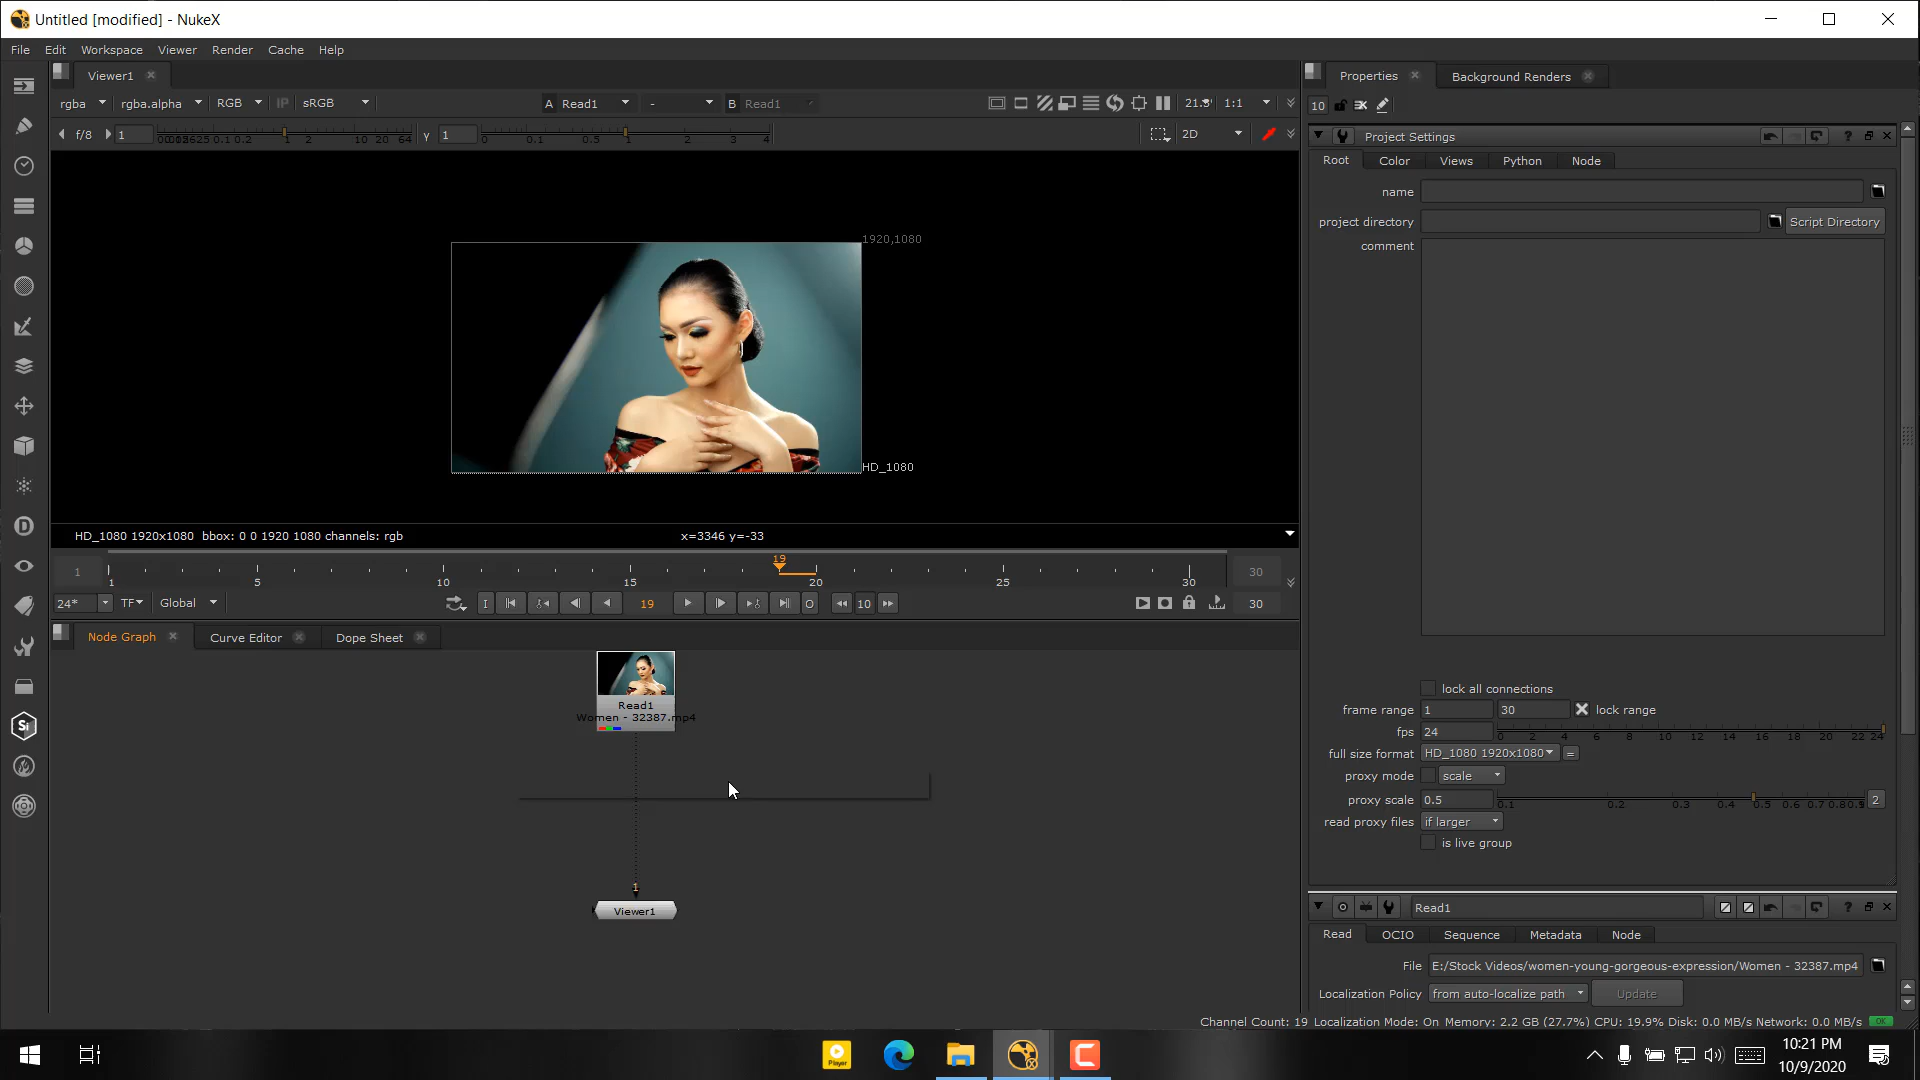 Untitled [modified] - NukeX
File Edit Workspace Viewer Render Cache Help
Viewer1
Properties
Background Renders
rgba rgba.alpha RGB IP sRGB A Read1 - B Read1 1:1
10
f/8 1 10 20 64 γ 1 0 0.1 0.5 1 2 3 4 2D
Project Settings
Root Color Views Python Node
name
project directory Script Directory
comment
1920,1080
HD_1080
HD_1080 1920x1080 bbox: 0 0 1920 1080 channels: rgb x=3346 y=-33
19
1 1 5 10 15 20 25 30 30
24* TF Global I 19 O 10 30
Node Graph Curve Editor Dope Sheet
Read1
Women - 32387.mp4
1
Viewer1
lock all connections
frame range 1 30 lock range
fps 24 0 2 4 6 8 10 12 14 16 18 20 22 24
full size format HD_1080 1920x1080 =
proxy mode scale
proxy scale 0.5 0.1 0.2 0.3 0.4 0.5 0.6 0.7 0.8 0.9 2
read proxy files if larger
is live group
Read1
Read OCIO Sequence Metadata Node
File E:/Stock Videos/women-young-gorgeous-expression/Women - 32387.mp4
Localization Policy from auto-localize path Update
Channel Count: 19 Localization Mode: On Memory: 2.2 GB (27.7%) CPU: 19.9% Disk: 0.0 MB/s Network: 0.0 MB/s OK
Player
10:21 PM
10/9/2020